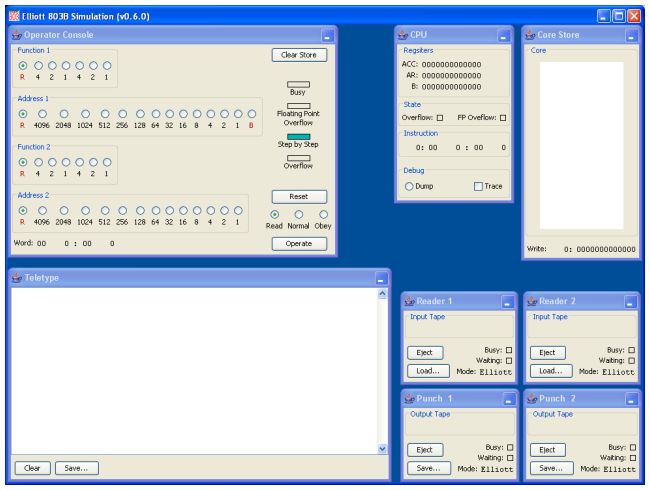 Elliott 803B Simulation (v0.6.0)
Operator Console
Function 1
R 4 2 1 4 2 1
Address 1
R 4096 2048 1024 512 256 128 64 32 16 8 4 2 1 B
Function 2
R 4 2 1 4 2 1
Address 2
R 4096 2048 1024 512 256 128 64 32 16 8 4 2 1
Word: 00 0 : 00 0
Clear Store
Busy
Floating Point
Overflow
Step by Step
Overflow
Reset
Read Normal Obey
Operate
CPU
Regsiters
ACC: 0000000000000
AR: 0000000000000
B: 0000000000000
State
Overflow: FP Oveflow:
Instruction
0: 00 0 : 00 0
Debug
Dump Trace
Core Store
Core
Write: 0: 0000000000000
Teletype
Clear Save...
Reader 1
Input Tape
Eject Busy:
Waiting:
Load... Mode: Elliott
Reader 2
Input Tape
Eject Busy:
Waiting:
Load... Mode: Elliott
Punch 1
Output Tape
Eject Busy:
Waiting:
Save... Mode: Elliott
Punch 2
Output Tape
Eject Busy:
Waiting:
Save... Mode: Elliott